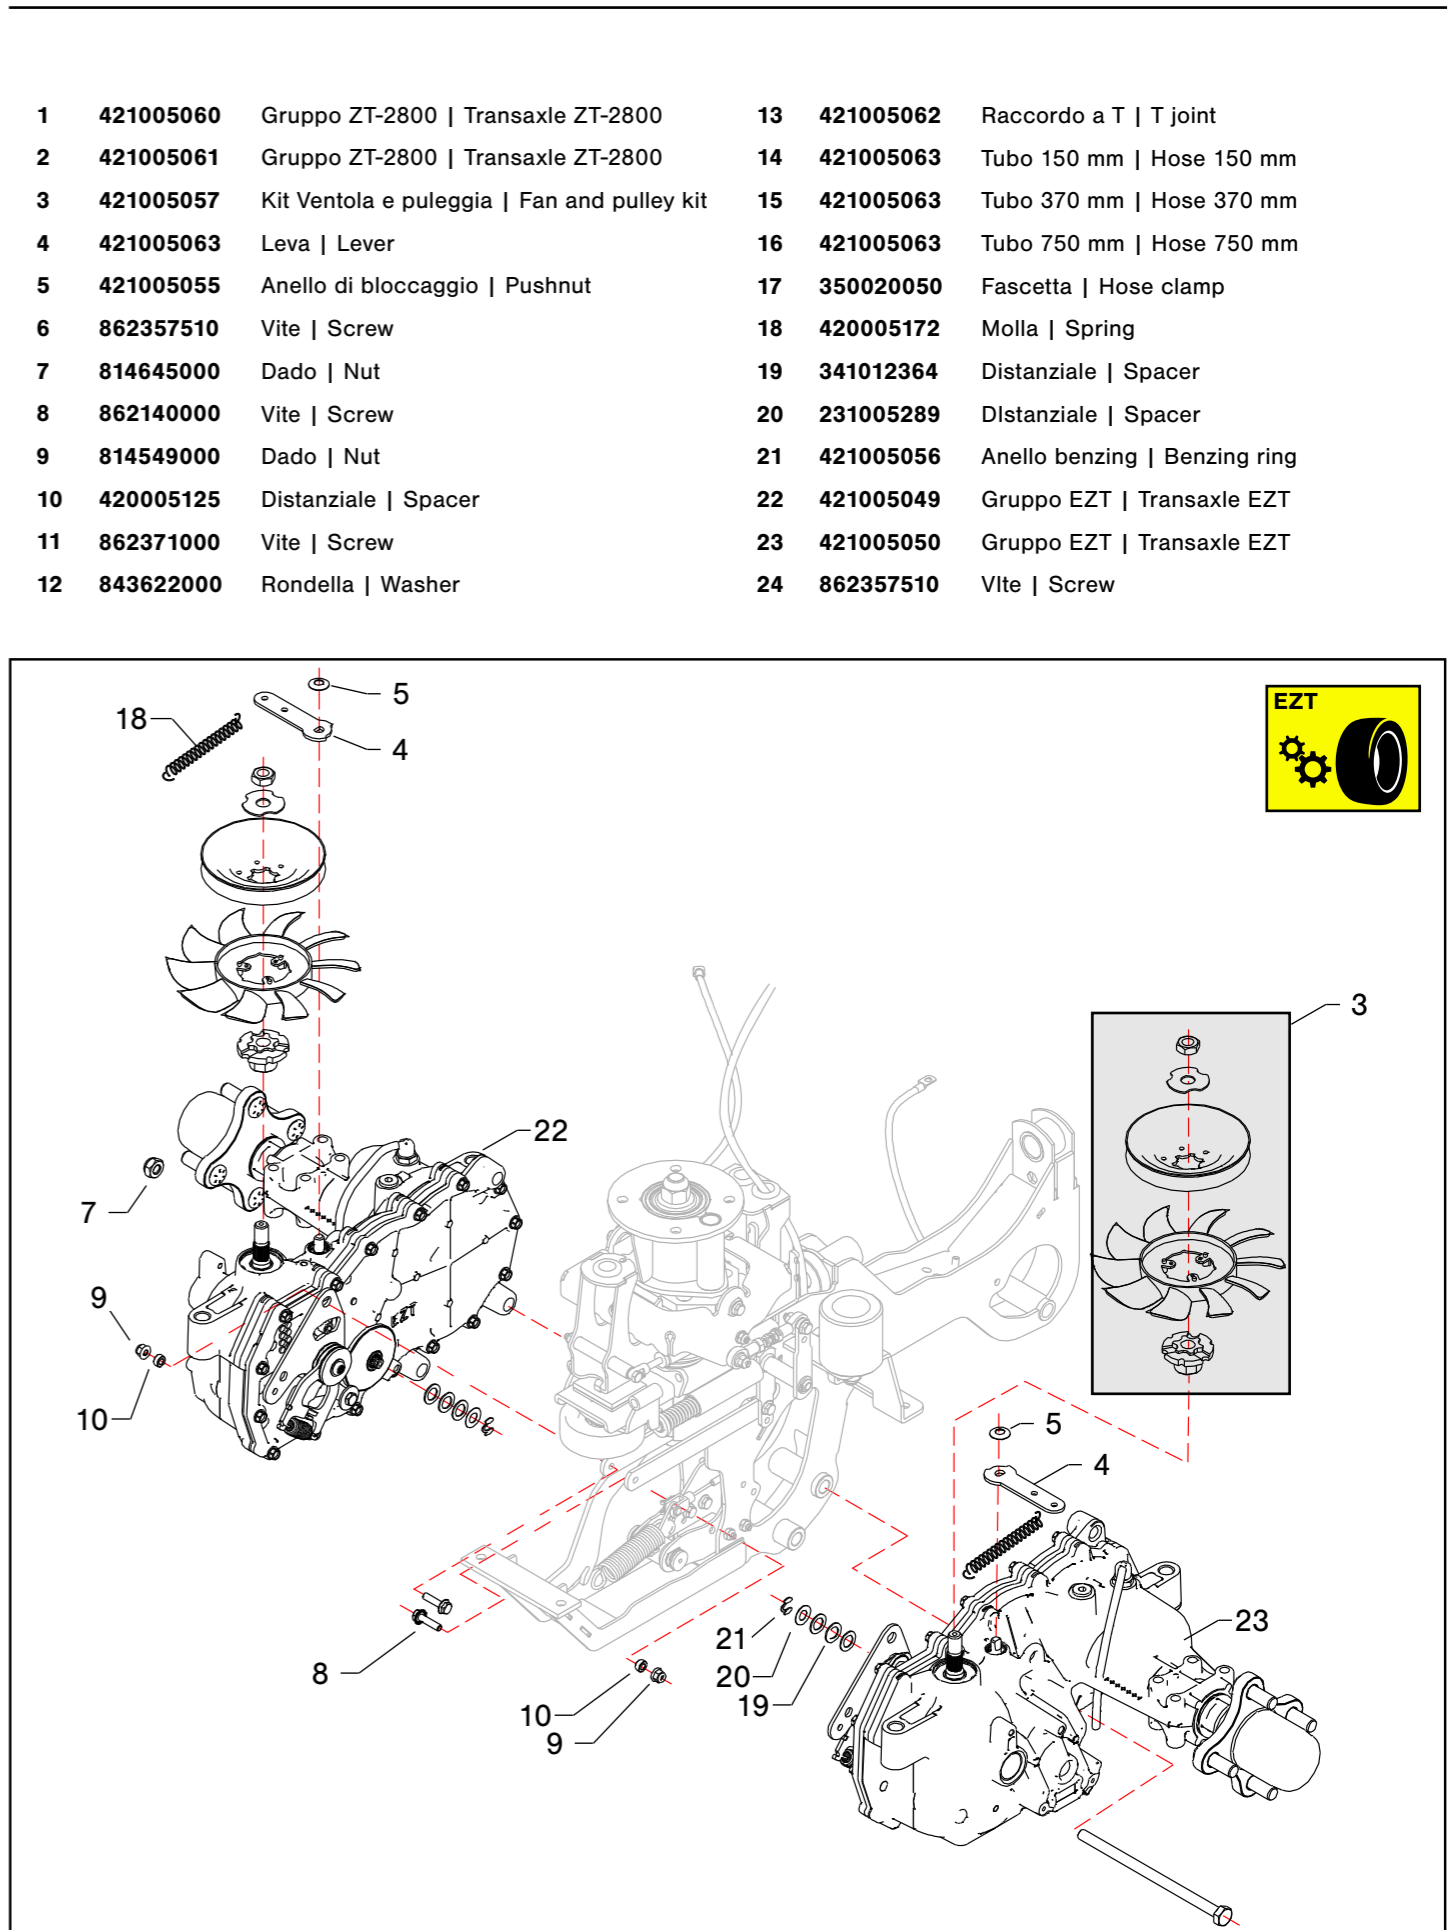 1 421005060 Gruppo ZT-2800 | Transaxle ZT-2800
2 421005061 Gruppo ZT-2800 | Transaxle ZT-2800
3 421005057 Kit Ventola e puleggia | Fan and pulley kit
4 421005063 Leva | Lever
5 421005055 Anello di bloccaggio | Pushnut
6 862357510 Vite | Screw
7 814645000 Dado | Nut
8 862140000 Vite | Screw
9 814549000 Dado | Nut
10 420005125 Distanziale | Spacer
11 862371000 Vite | Screw
12 843622000 Rondella | Washer
13 421005062 Raccordo a T | T joint
14 421005063 Tubo 150 mm | Hose 150 mm
15 421005063 Tubo 370 mm | Hose 370 mm
16 421005063 Tubo 750 mm | Hose 750 mm
17 350020050 Fascetta | Hose clamp
18 420005172 Molla | Spring
19 341012364 Distanziale | Spacer
20 231005289 DIstanziale | Spacer
21 421005056 Anello benzing | Benzing ring
22 421005049 Gruppo EZT | Transaxle EZT
23 421005050 Gruppo EZT | Transaxle EZT
24 862357510 VIte | Screw
5
EZT
18
4
3
22
7
EZT
9
10
5
4
21
23
8
20
10
19
9